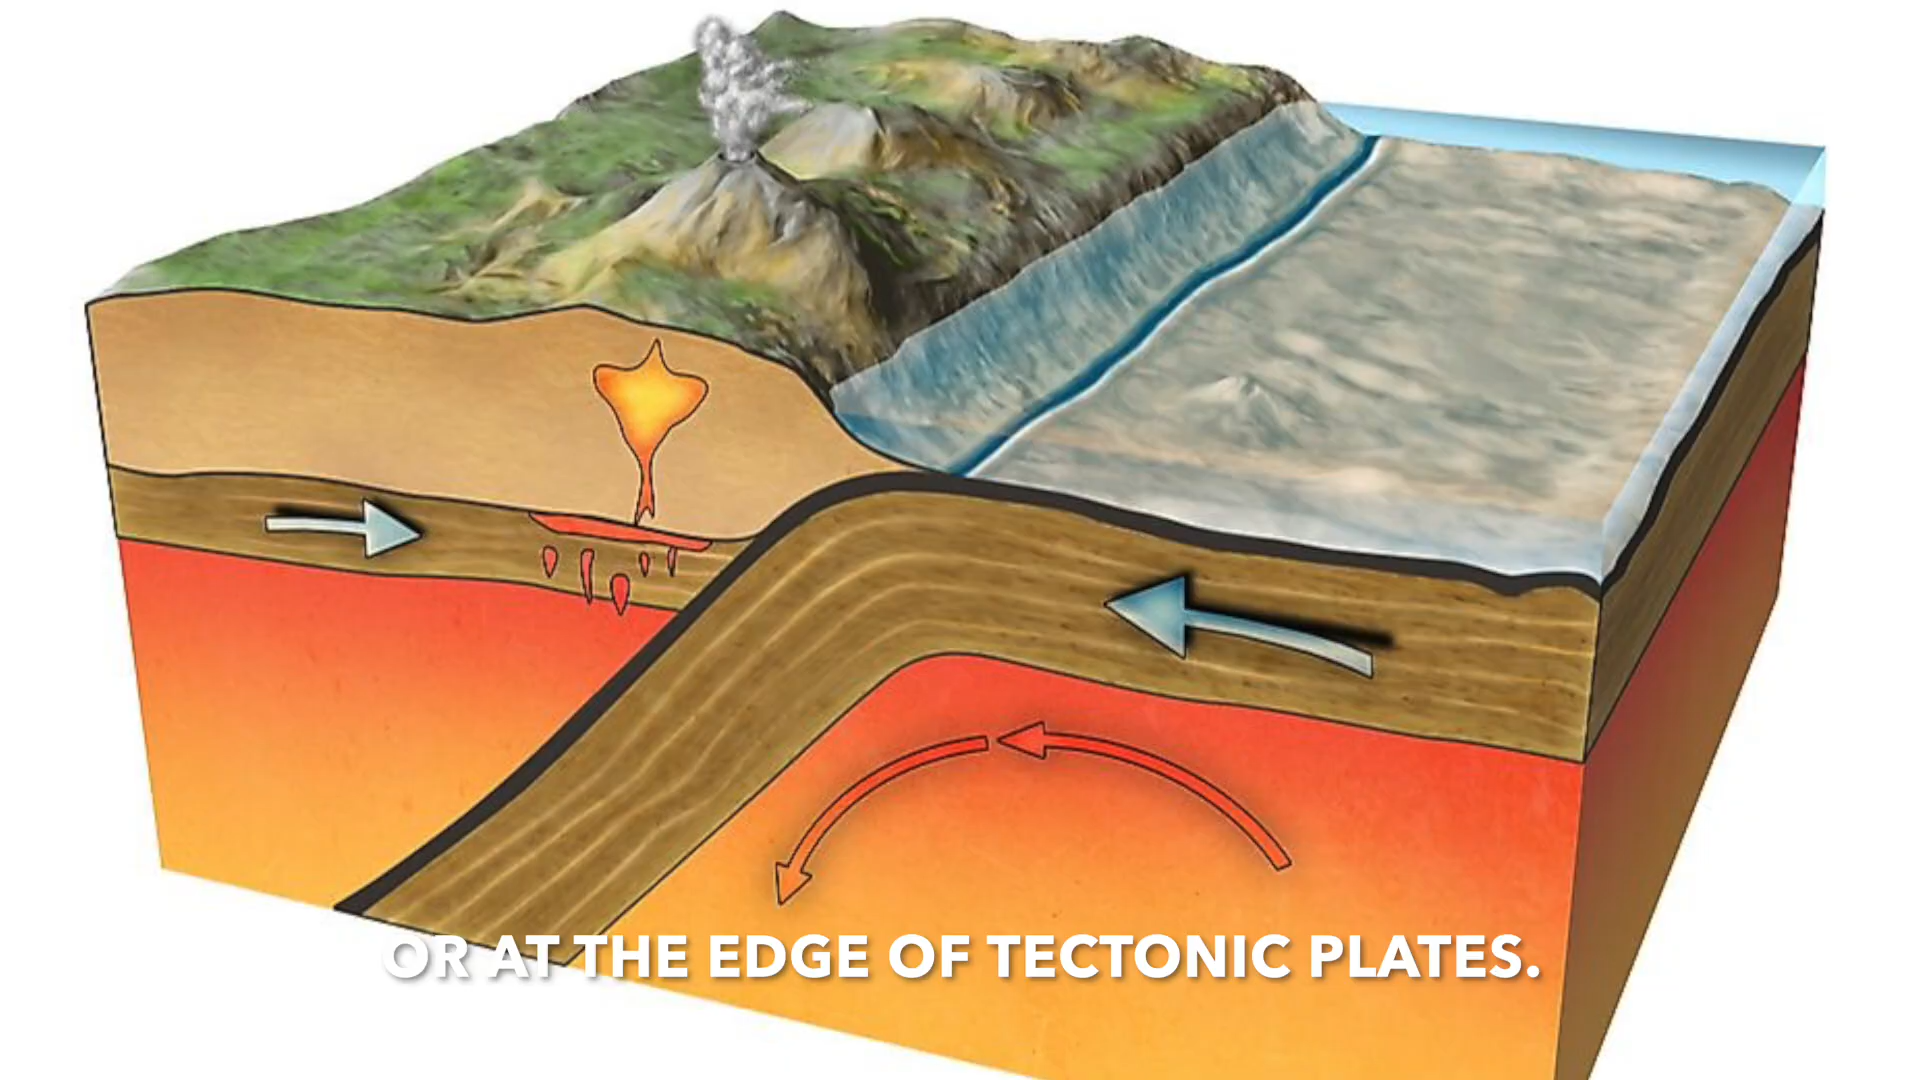 OR AT THE EDGE OF TECTONIC PLATES.